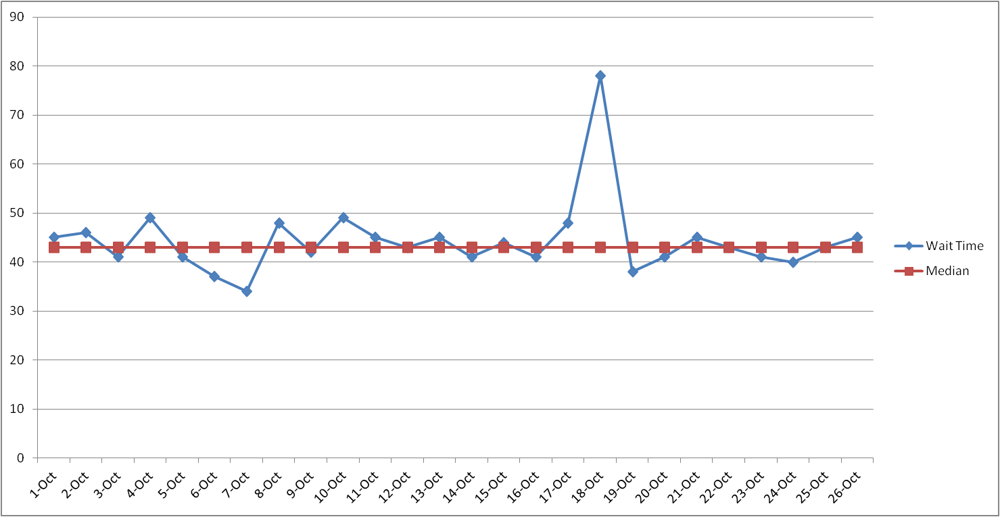 90
80
70
60
50
40
30
20
10
0
1-Oct
2-Oct
3-Oct
4-Oct
5-Oct
6-Oct
7-Oct
8-Oct
9-Oct
10-Oct
11-Oct
12-Oct
13-Oct
14-Oct
15-Oct
16-Oct
17-Oct
18-Oct
19-Oct
20-Oct
21-Oct
22-Oct
23-Oct
24-Oct
25-Oct
26-Oct
Wait Time
Median